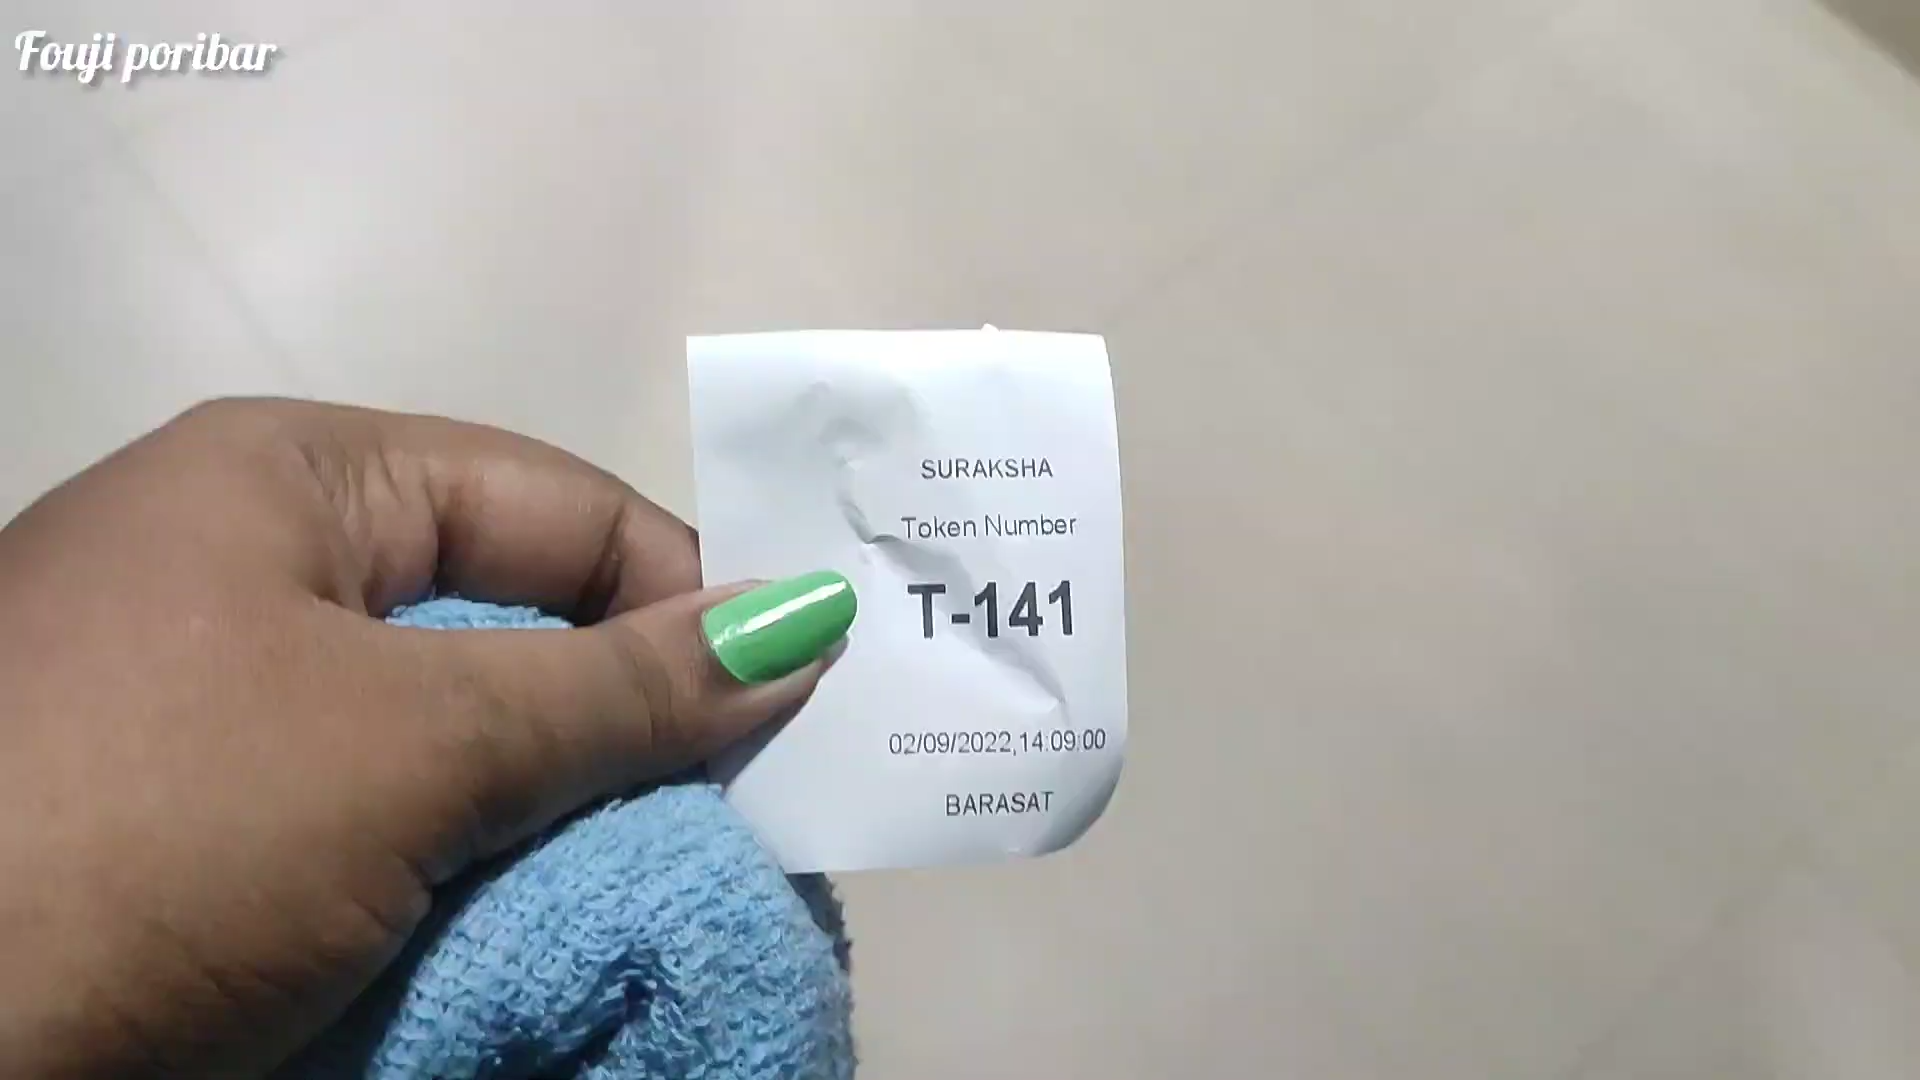 Fouji poribar
SURAKSHA
Token Number
T-141
02/09/2022,14:09:00
BARASAT